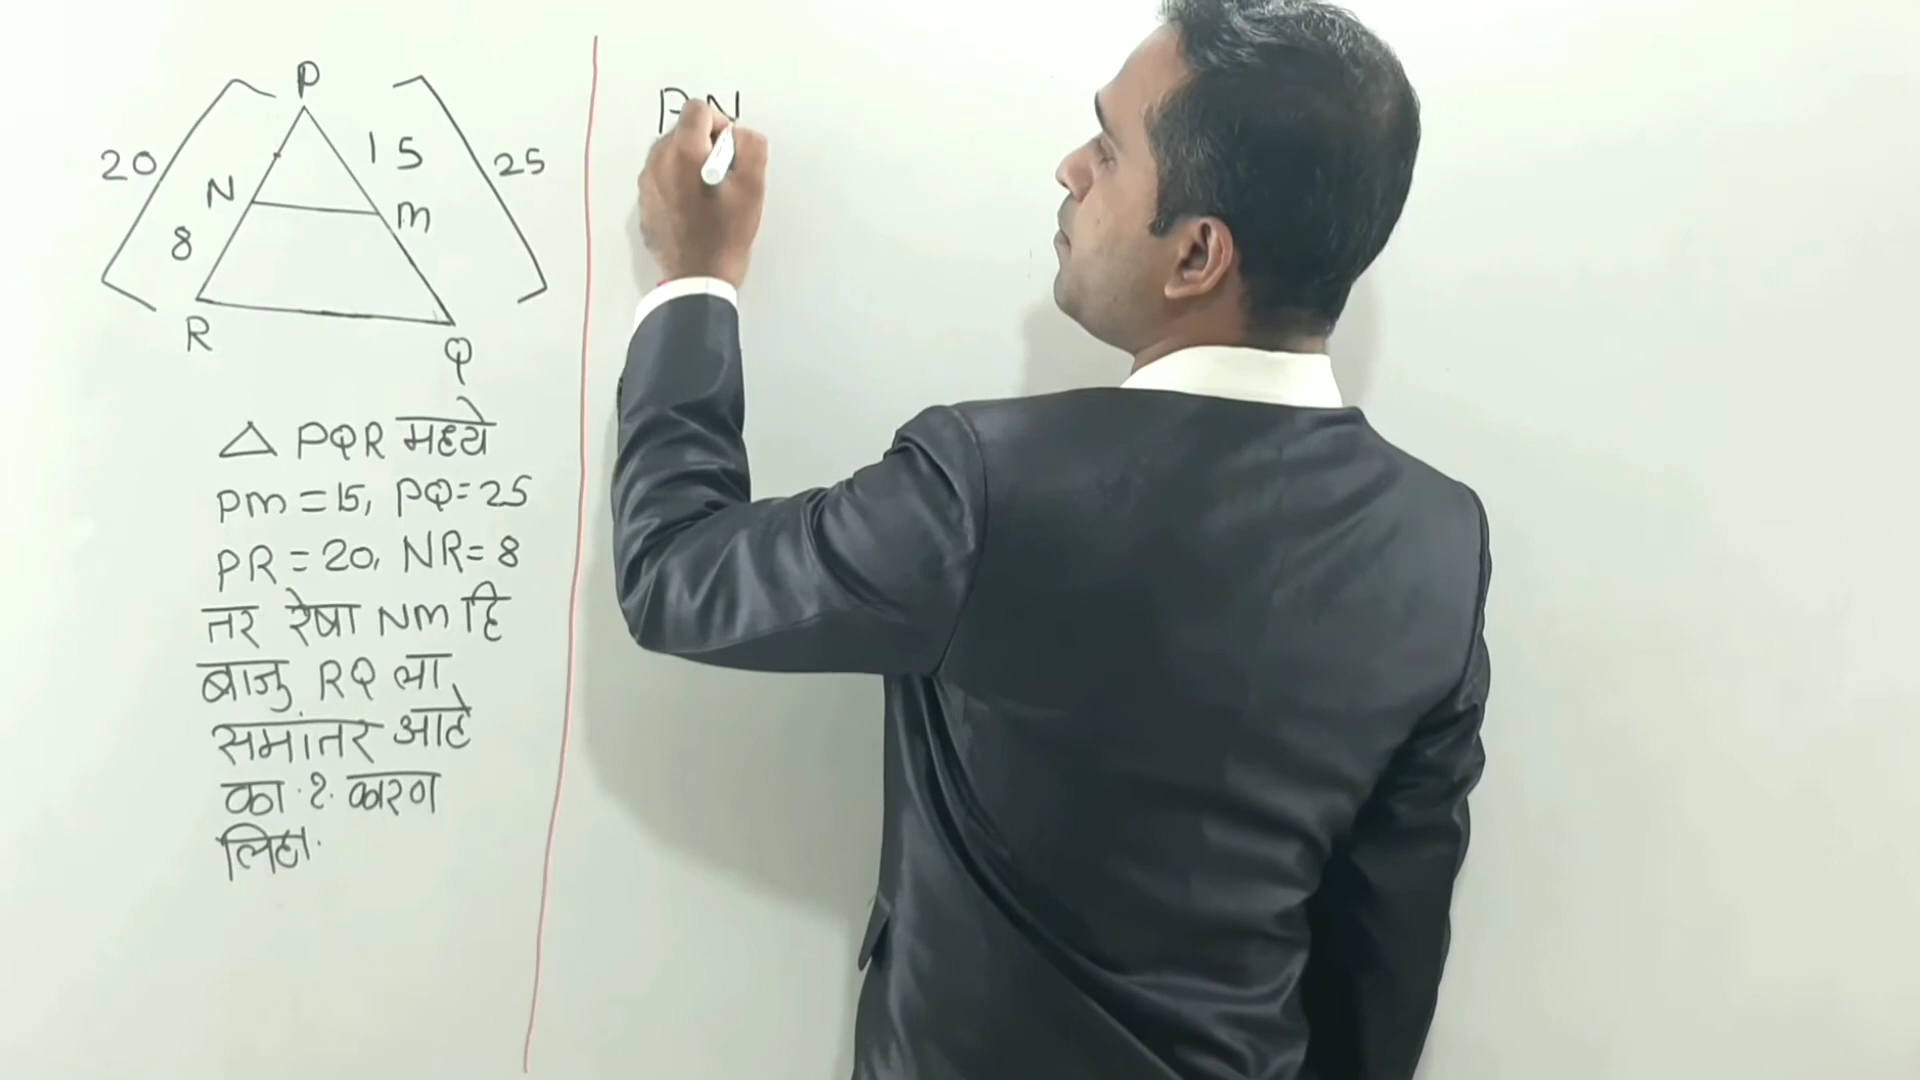 P
20
15
25
N
m
8
R
Q
△ PQR मध्ये
Pm = 15, PQ = 25
PR = 20, NR = 8
तर रेषा Nm हि
बाजु RQ ला
समांतर आहे
का ? कारण
लिहा.
PN